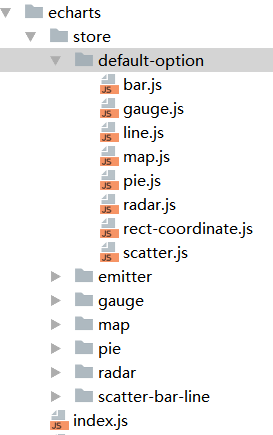 echarts
store
default-option
bar.js
gauge.js
line.js
map.js
pie.js
radar.js
rect-coordinate.js
scatter.js
emitter
gauge
map
pie
radar
scatter-bar-line
index.js